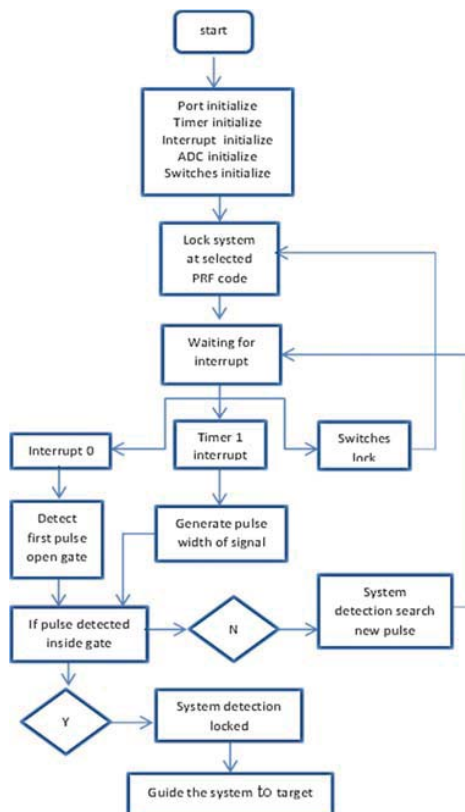 start
Port initialize
Timer initialize
Interrupt initialize
ADC initialize
Switches initialize
Lock system
at selected
PRF code
Waiting for
interrupt
Interrupt 0
Timer 1
interrupt
Switches
lock
Detect
first pulse
open gate
Generate pulse
width of signal
If pulse detected
inside gate
N
System
detection search
new pulse
Y
System detection
locked
Guide the system to target